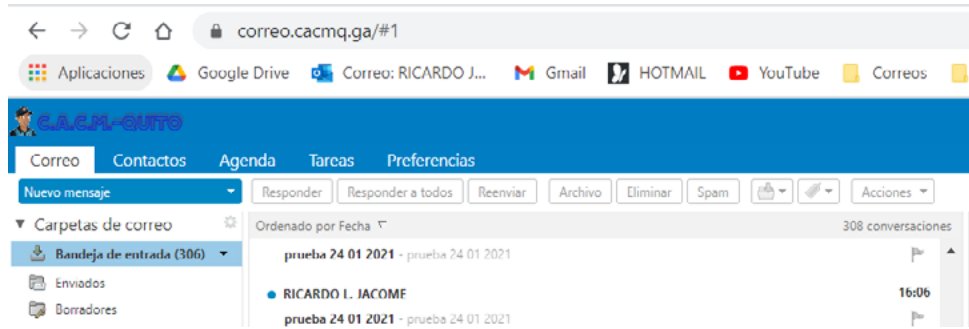 correo.cacmq.ga/#1
Aplicaciones Google Drive Correo: RICARDO J... Gmail HOTMAIL YouTube Correos
C.A.C.M.-QUITO
Correo Contactos Agenda Tareas Preferencias
Nuevo mensaje Responder Responder a todos Reenviar Archivo Eliminar Spam Acciones
Carpetas de correo Ordenado por Fecha 308 conversaciones
Bandeja de entrada (306) prueba 24 01 2021 - prueba 24 01 2021
Enviados RICARDO L. JACOME 16:06
Borradores prueba 24 01 2021 - prueba 24 01 2021